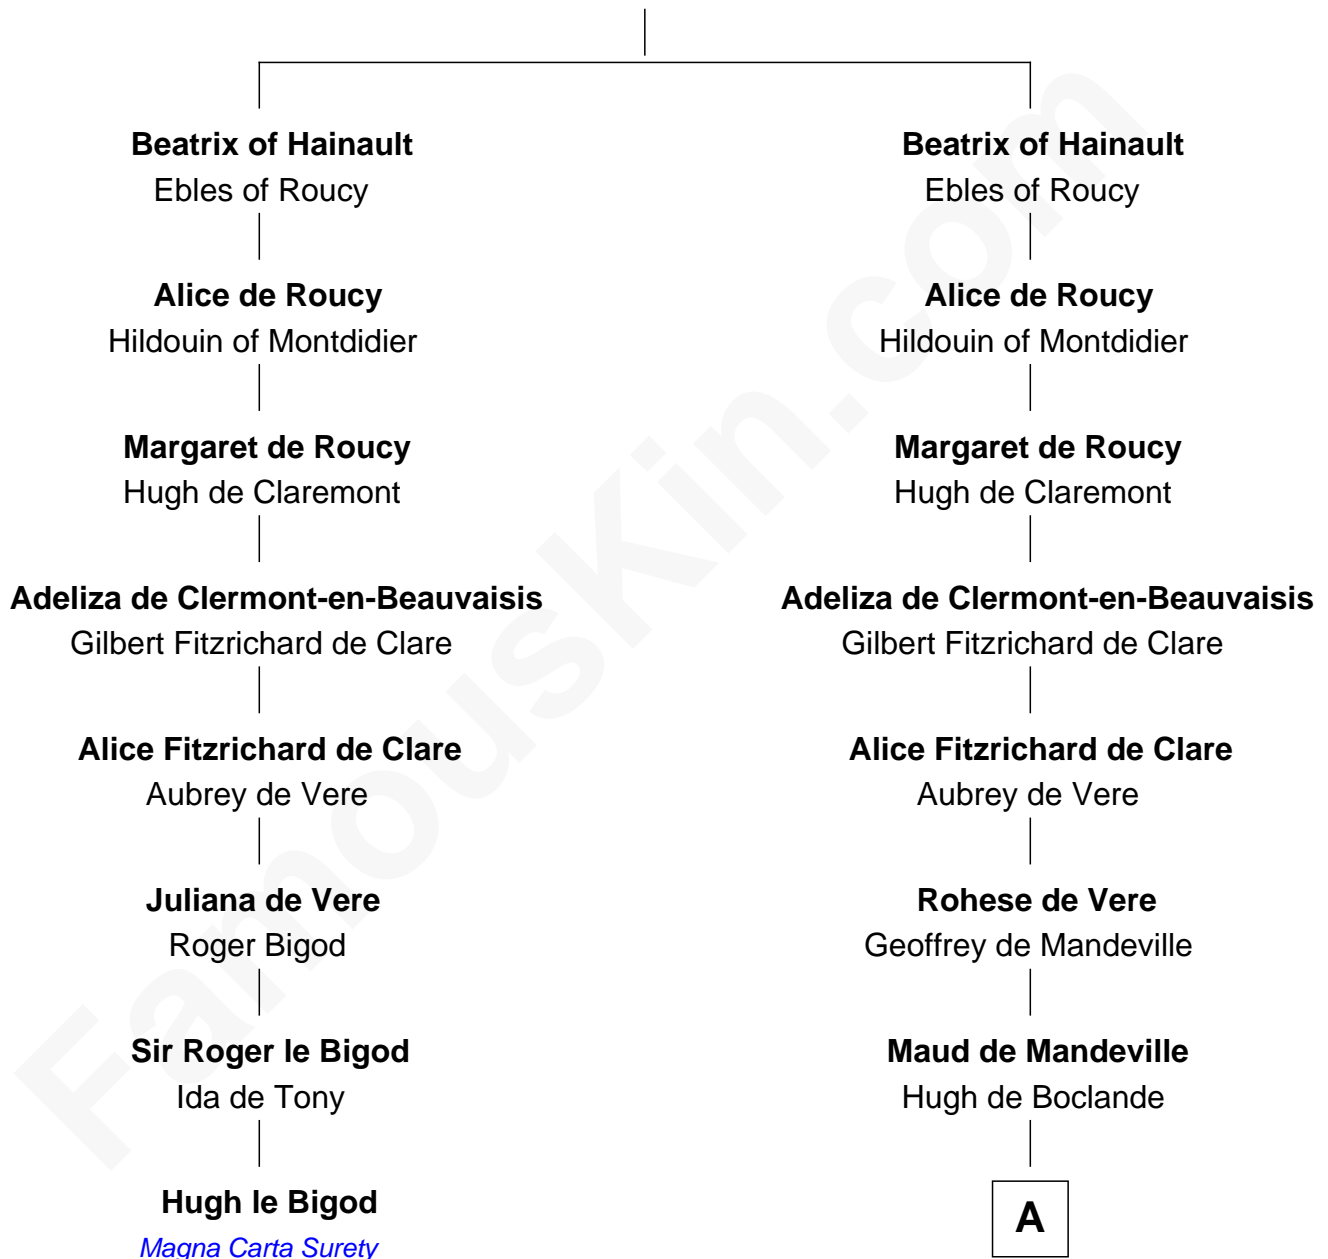 Beatrix of Hainault
Ebles of Roucy
Alice de Roucy
Hildouin of Montdidier
Margaret de Roucy
Hugh de Claremont
Adeliza de Clermont-en-Beauvaisis
Gilbert Fitzrichard de Clare
Alice Fitzrichard de Clare
Aubrey de Vere
Juliana de Vere
Roger Bigod
Sir Roger le Bigod
Ida de Tony
Hugh le Bigod
Magna Carta Surety
Beatrix of Hainault
Ebles of Roucy
Alice de Roucy
Hildouin of Montdidier
Margaret de Roucy
Hugh de Claremont
Adeliza de Clermont-en-Beauvaisis
Gilbert Fitzrichard de Clare
Alice Fitzrichard de Clare
Aubrey de Vere
Rohese de Vere
Geoffrey de Mandeville
Maud de Mandeville
Hugh de Boclande
A
FamousKin.com